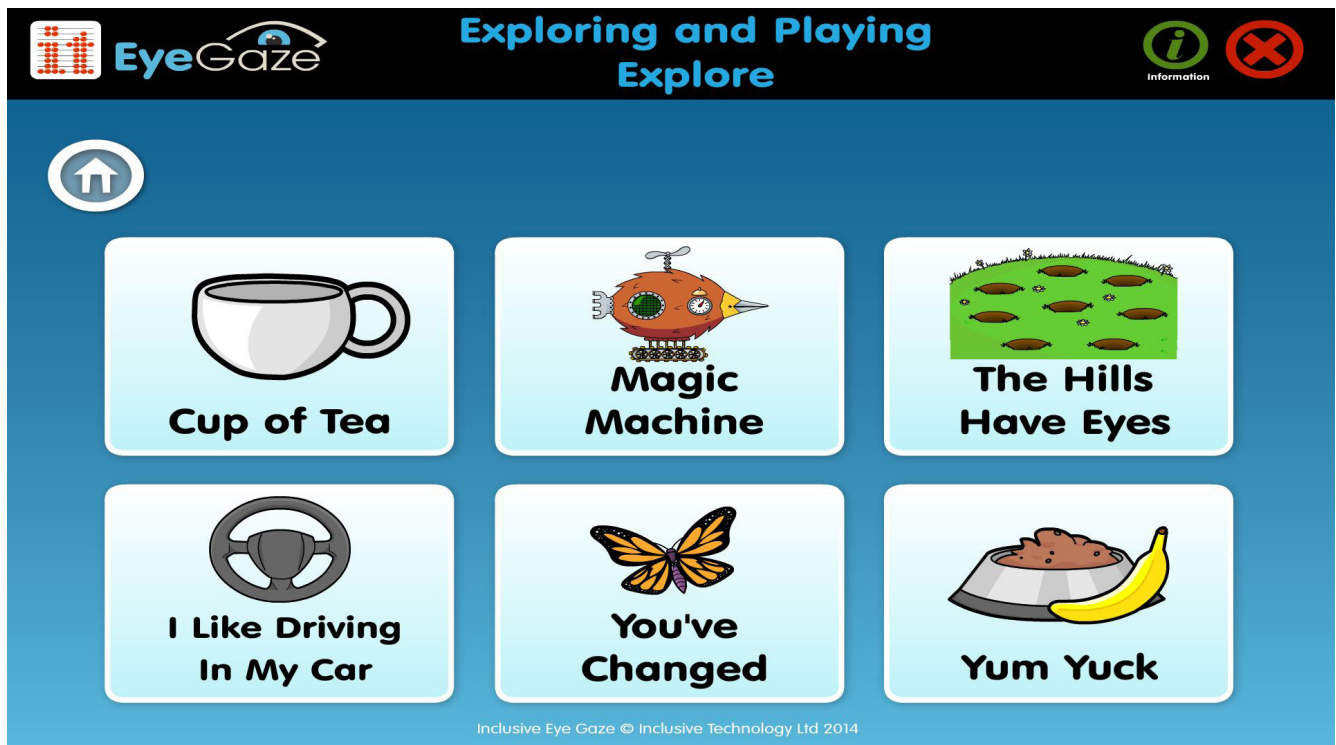 it EyeGaze
Exploring and Playing
Explore
i
Information
Cup of Tea
Magic
Machine
The Hills
Have Eyes
I Like Driving
In My Car
You've
Changed
Yum Yuck
Inclusive Eye Gaze © Inclusive Technology Ltd 2014